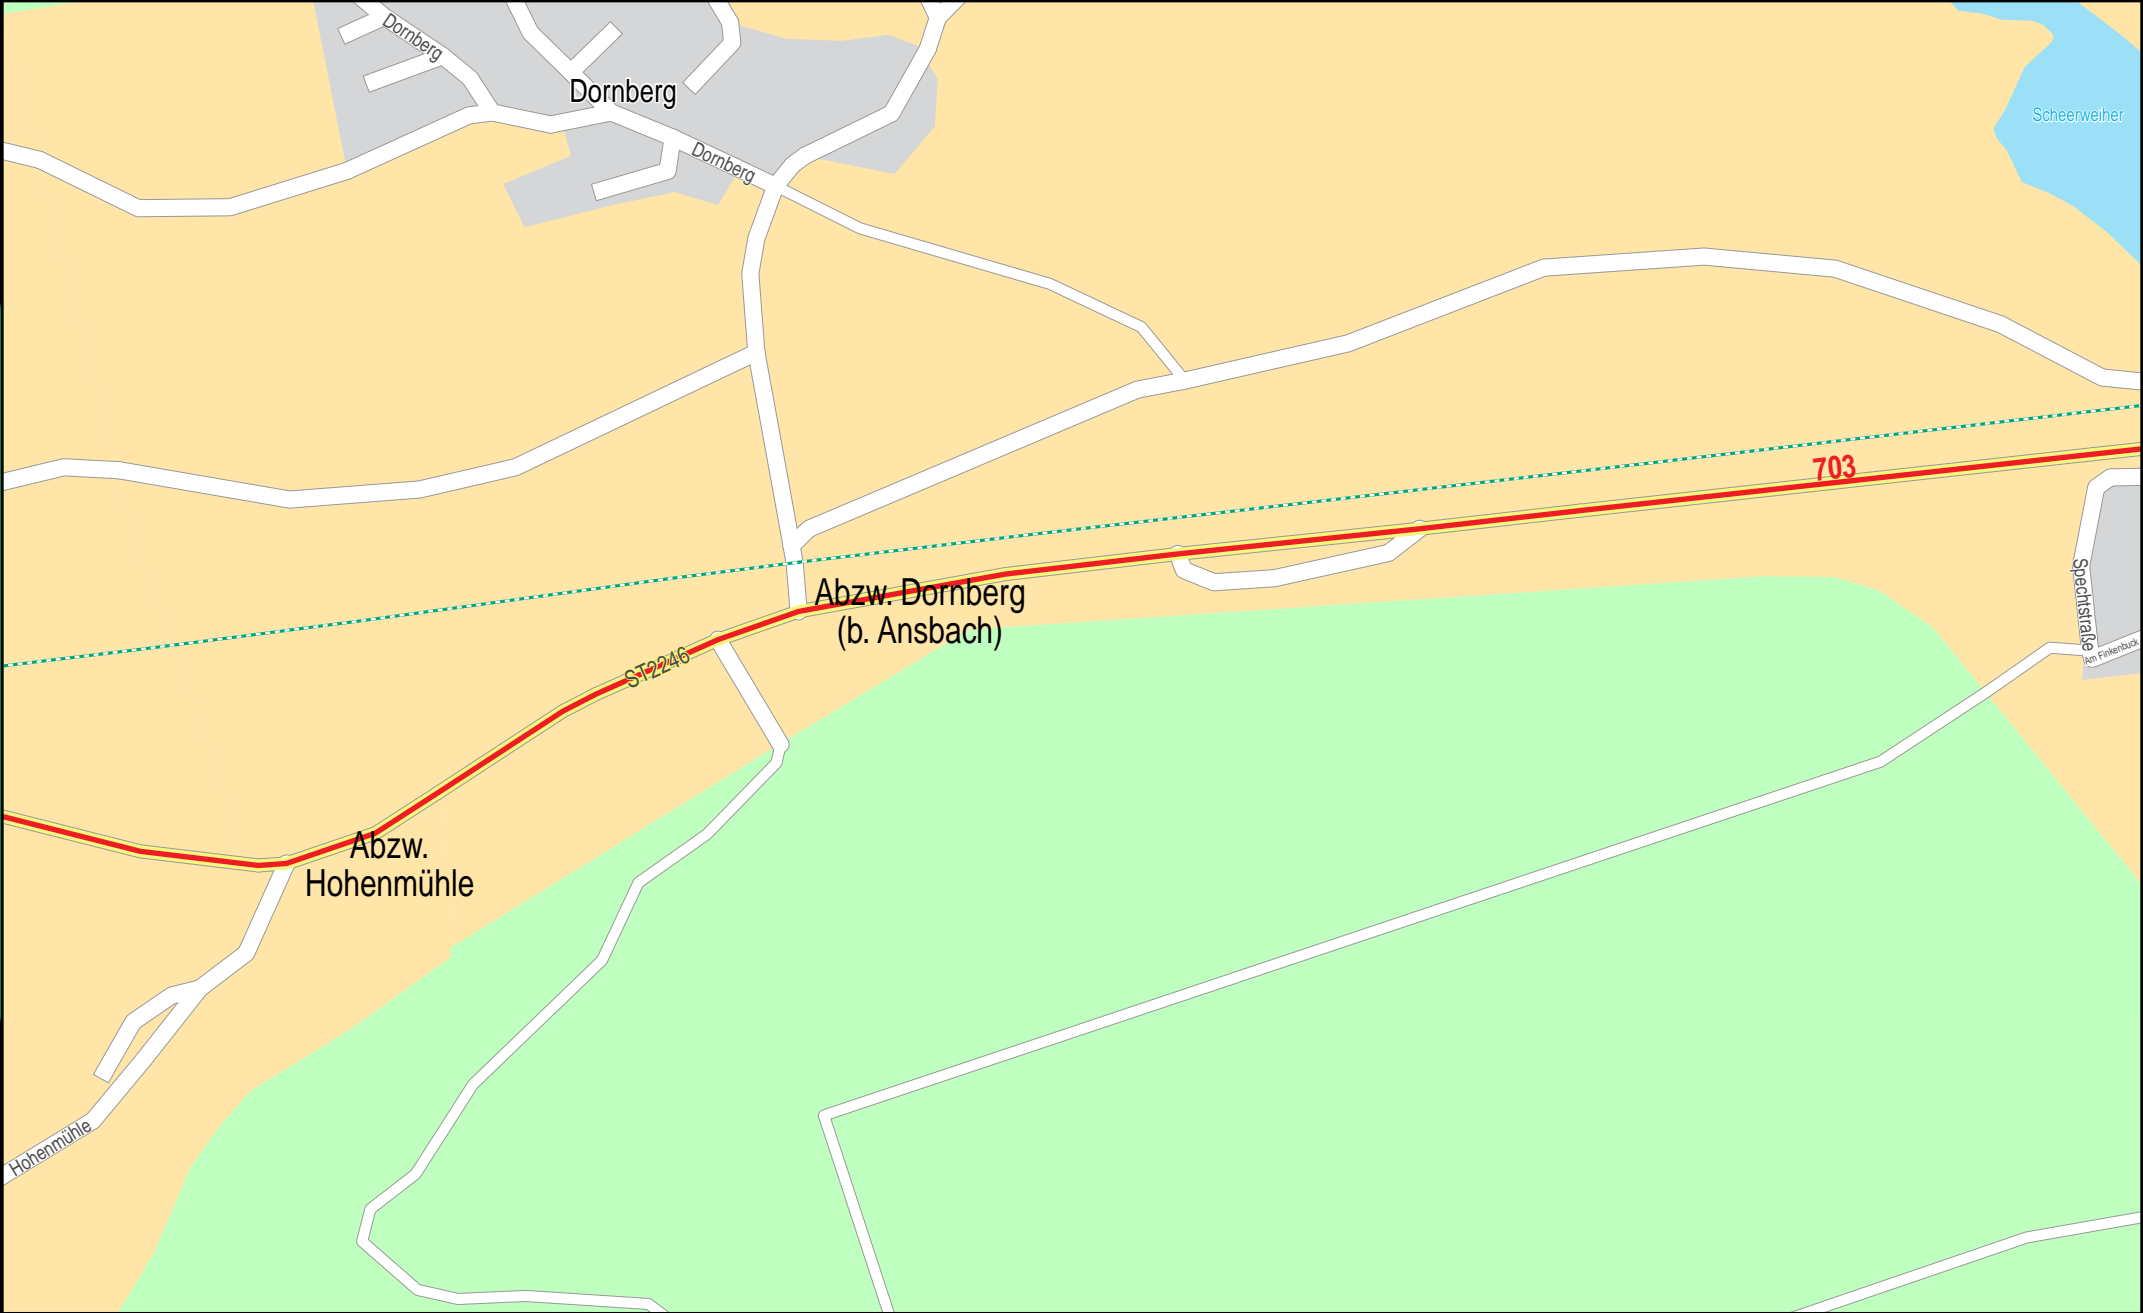 Dornberg
Dornberg
Scheerweiher
Dornberg
703
Abzw. Dornberg
(b. Ansbach)
Spechtstraße
Am Finkenbuck
ST2246
Abzw.
Hohenmühle
Hohenmühle